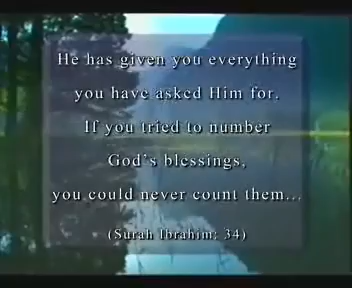 He has given you everything
you have asked Him for.
If you tried to number
God's blessings,
you could never count them...
(Surah Ibrahim: 34)